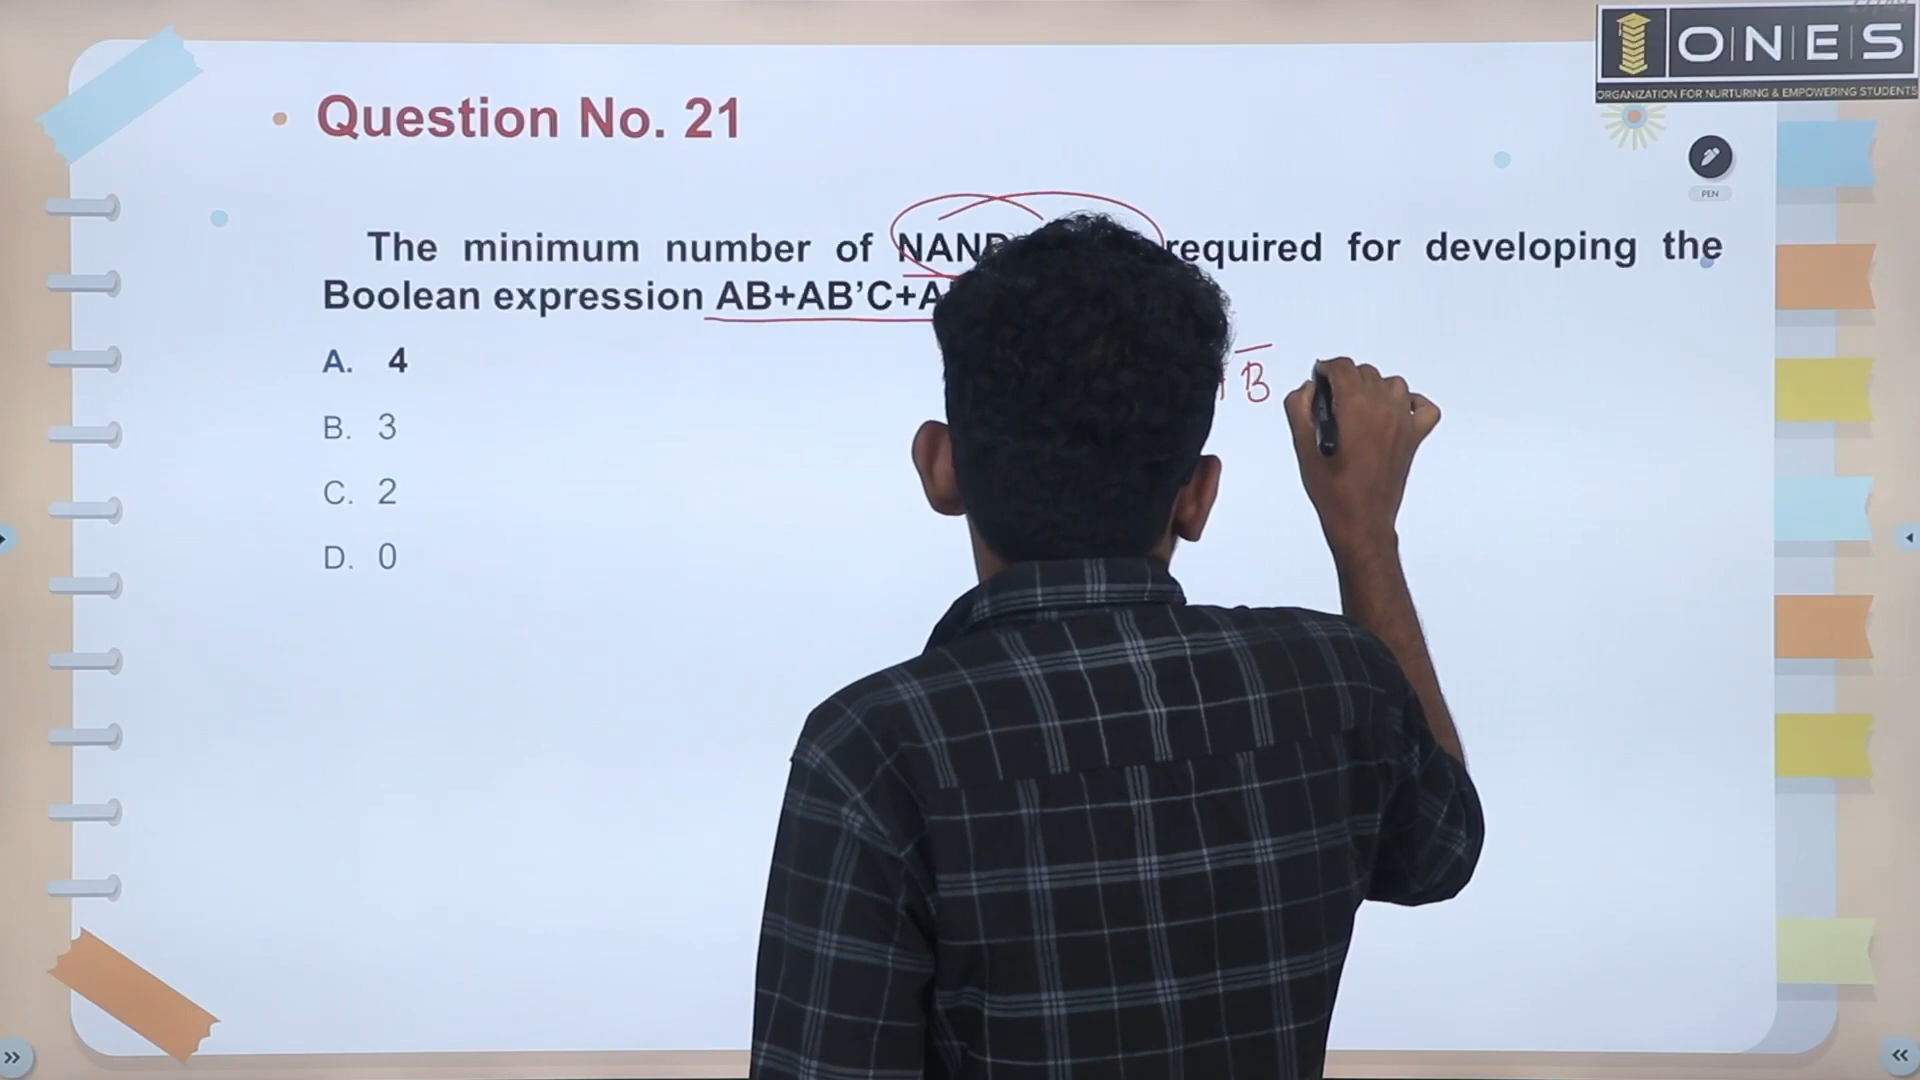 ONES
ORGANIZATION FOR NURTURING & EMPOWERING STUDENTS
Question No. 21
PEN
The minimum number of required for developing the
Boolean expression AB+AB’C+
A. 4
B̅
B. 3
C. 2
D. 0